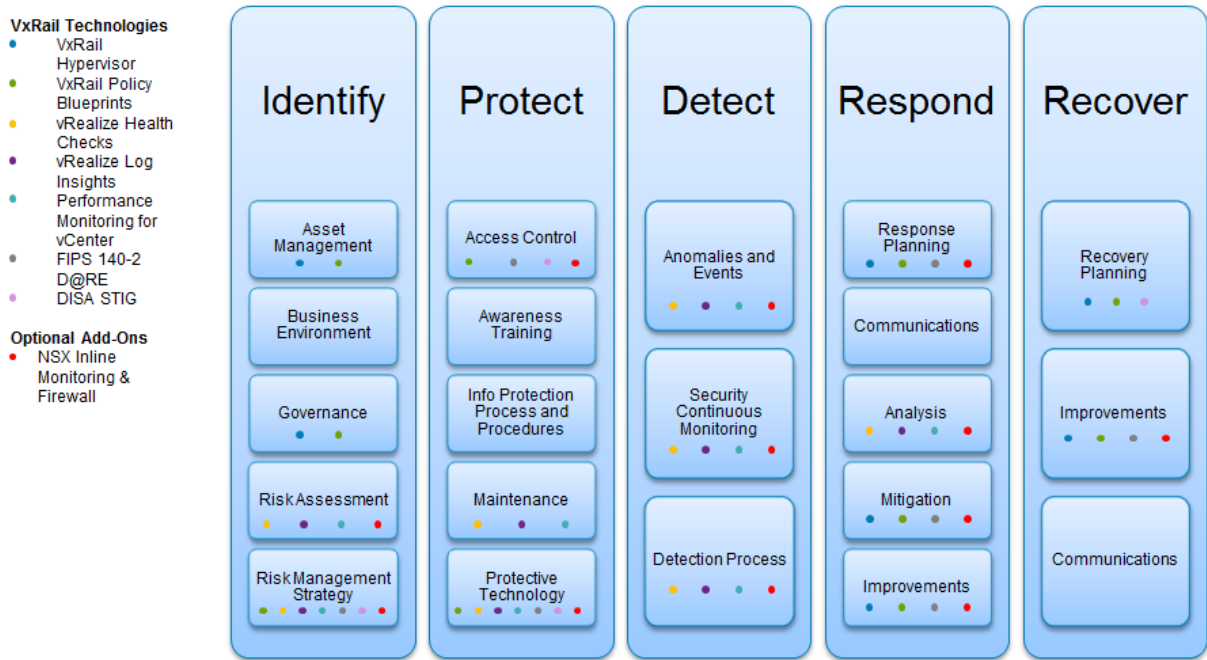 VxRail Technologies
VxRail
Hypervisor
VxRail Policy
Blueprints
vRealize Health
Checks
vRealize Log
Insights
Performance
Monitoring for
vCenter
FIPS 140-2
D@RE
DISA STIG
Optional Add-Ons
NSX Inline
Monitoring &
Firewall
Identify
Asset
Management
Business
Environment
Governance
Risk Assessment
Risk Management
Strategy
Protect
Access Control
Awareness
Training
Info Protection
Process and
Procedures
Maintenance
Protective
Technology
Detect
Anomalies and
Events
Security
Continuous
Monitoring
Detection Process
Respond
Response
Planning
Communications
Analysis
Mitigation
Improvements
Recover
Recovery
Planning
Improvements
Communications